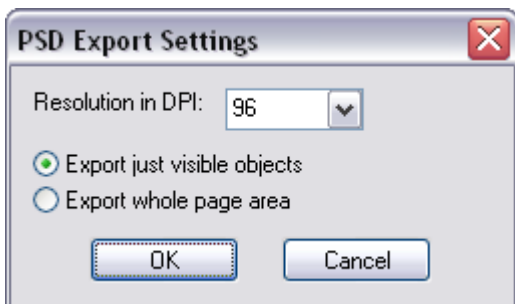 PSD Export Settings
Resolution in DPI: 96
Export just visible objects
Export whole page area
OK Cancel